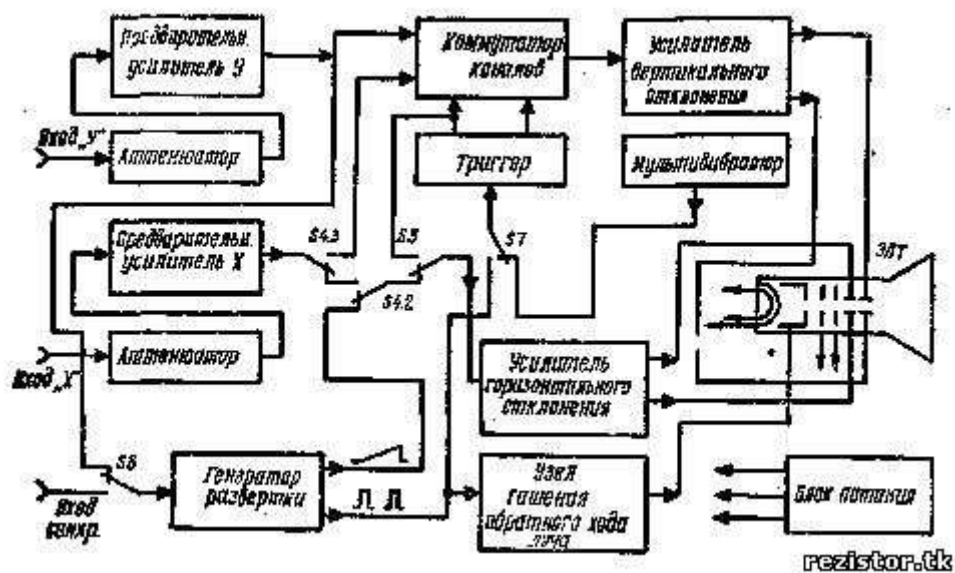 Предварительн.
усилитель У
Коммутатор
каналов
Усилитель
вертикального
отклонения
Вход „У"
Аттенюатор
Триггер
Мультивибратор
Предварительн.
усилитель Х
S4.3
S5
S7
ЭЛТ
S4.2
Аттенюатор
Вход „Х"
Усилитель
горизонтального
отклонения
S6
Генератор
развертки
Вход
синхр.
Узел
гашения
обратного хода
луча
Блок питания
rezistor.tk